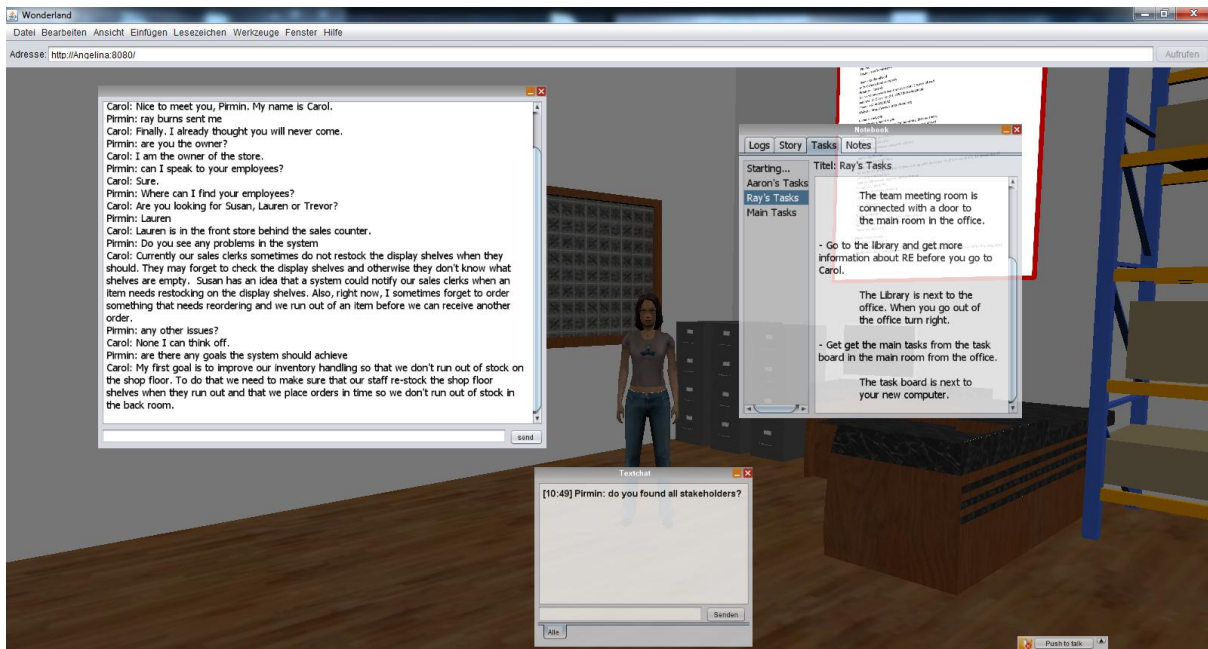 Wonderland
Datei Bearbeiten Ansicht Einfügen Lesezeichen Werkzeuge Fenster Hilfe
Adresse: http://Angelina:8080/
Aufrufen
Carol: Nice to meet you, Pirmin. My name is Carol.
Pirmin: ray burns sent me
Carol: Finally. I already thought you will never come.
Pirmin: are you the owner?
Carol: I am the owner of the store.
Pirmin: can I speak to your employees?
Carol: Sure.
Pirmin: Where can I find your employees?
Carol: Are you looking for Susan, Lauren or Trevor?
Pirmin: Lauren
Carol: Lauren is in the front store behind the sales counter.
Pirmin: Do you see any problems in the system
Carol: Currently our sales clerks sometimes do not restock the display shelves when they
should. They may forget to check the display shelves and otherwise they don't know what
shelves are empty. Susan has an idea that a system could notify our sales clerks when an
item needs restocking on the display shelves. Also, right now, I sometimes forget to order
something that needs reordering and we run out of an item before we can receive another
order.
Pirmin: any other issues?
Carol: None I can think off.
Pirmin: are there any goals the system should achieve
Carol: My first goal is to improve our inventory handling so that we don't run out of stock on
the shop floor. To do that we need to make sure that our staff re-stock the shop floor
shelves when they run out and that we place orders in time so we don't run out of stock in
the back room.
send
Notebook
Logs Story Tasks Notes
Starting...
Aaron's Tasks
Ray's Tasks
Main Tasks
Titel: Ray's Tasks
The team meeting room is
connected with a door to
the main room in the office.
- Go to the library and get more
information about RE before you go to
Carol.
The Library is next to the
office. When you go out of
the office turn right.
- Get get the main tasks from the task
board in the main room from the office.
The task board is next to
your new computer.
Textchat
[10:49] Pirmin: do you found all stakeholders?
Senden
Alle
Push to talk